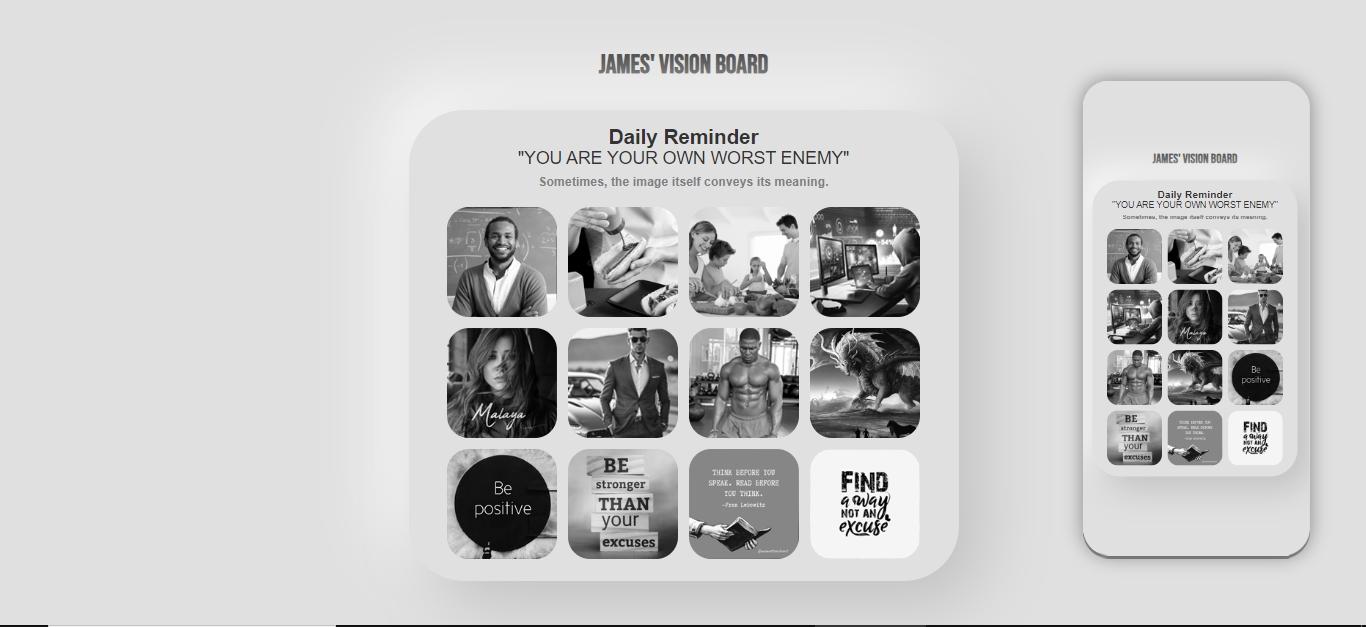 JAMES' VISION BOARD
Daily Reminder
"YOU ARE YOUR OWN WORST ENEMY"
Sometimes, the image itself conveys its meaning.
Malaya
Be
positive
BE
stronger
THAN
your
excuses
THINK BEFORE YOU
SPEAK. READ BEFORE
YOU THINK.
-Fran Lebowitz
FIND
a way
NOT AN
excuse
JAMES' VISION BOARD
Daily Reminder
"YOU ARE YOUR OWN WORST ENEMY"
Sometimes, the image itself conveys its meaning.
Malaya
Be
positive
BE
stronger
THAN
your
excuses
THINK BEFORE YOU
SPEAK. READ BEFORE
YOU THINK.
-Fran Lebowitz
FIND
a way
NOT AN
excuse